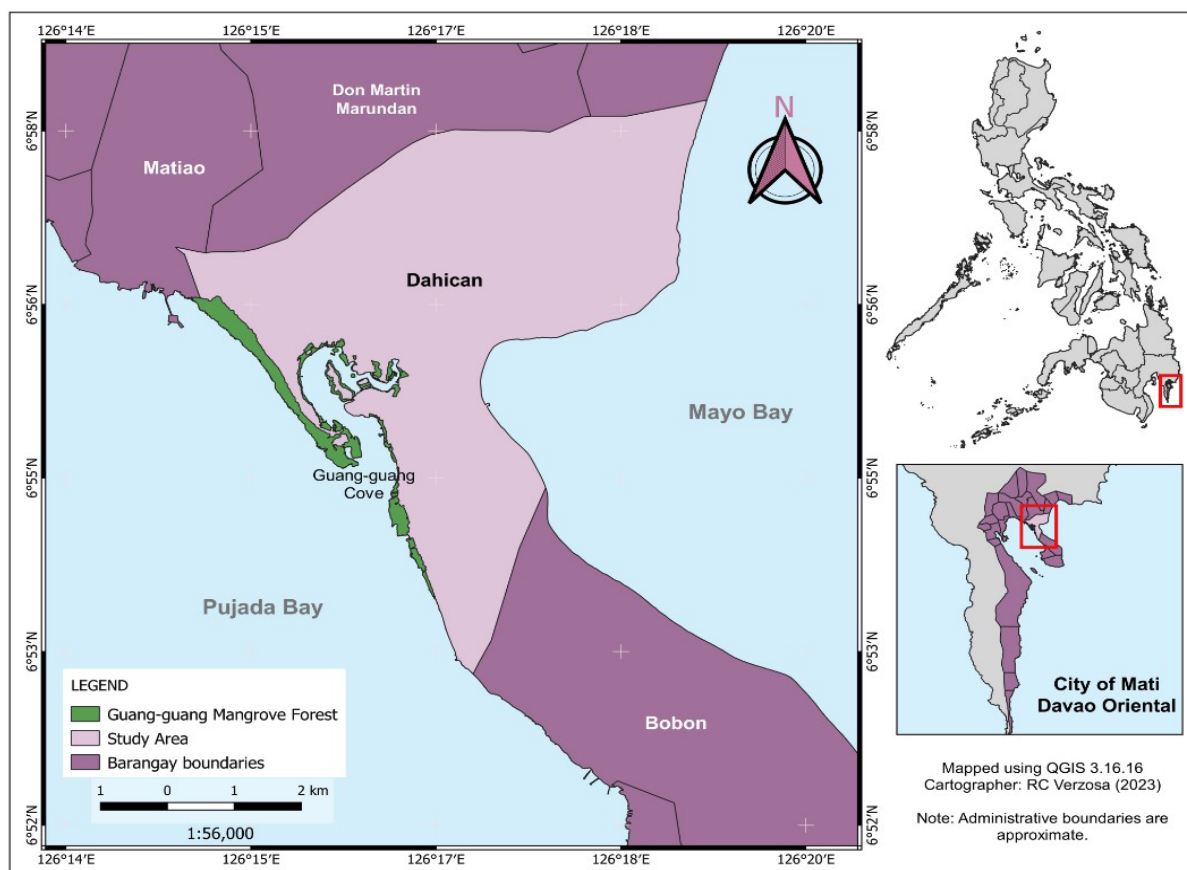 126°14'E
126°15'E
126°17'E
126°18'E
126°20'E
6°58'N
6°56'N
6°55'N
6°53'N
6°52'N
Don Martin
Marundan
Matiao
N
Dahican
Mayo Bay
Guang-guang
Cove
Pujada Bay
Bobon
LEGEND
Guang-guang Mangrove Forest
Study Area
Barangay boundaries
1 0 1 2 km
1:56,000
6°58'N
6°56'N
6°55'N
6°53'N
6°52'N
126°14'E
126°15'E
126°17'E
126°18'E
126°20'E
City of Mati
Davao Oriental
Mapped using QGIS 3.16.16
Cartographer: RC Verzosa (2023)
Note: Administrative boundaries are
approximate.